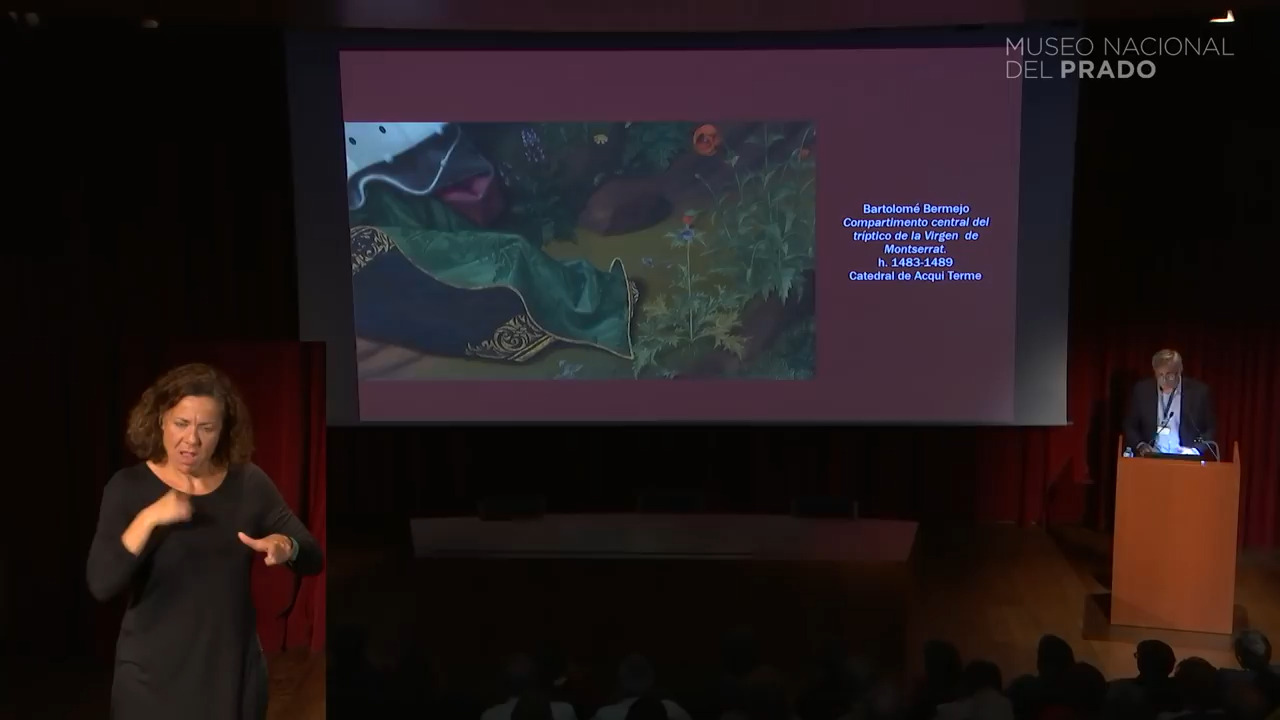 MUSEO NACIONAL
DEL PRADO
Bartolomé Bermejo
Compartimento central del
tríptico de la Virgen de
Montserrat.
h. 1483-1489
Catedral de Acqui Terme